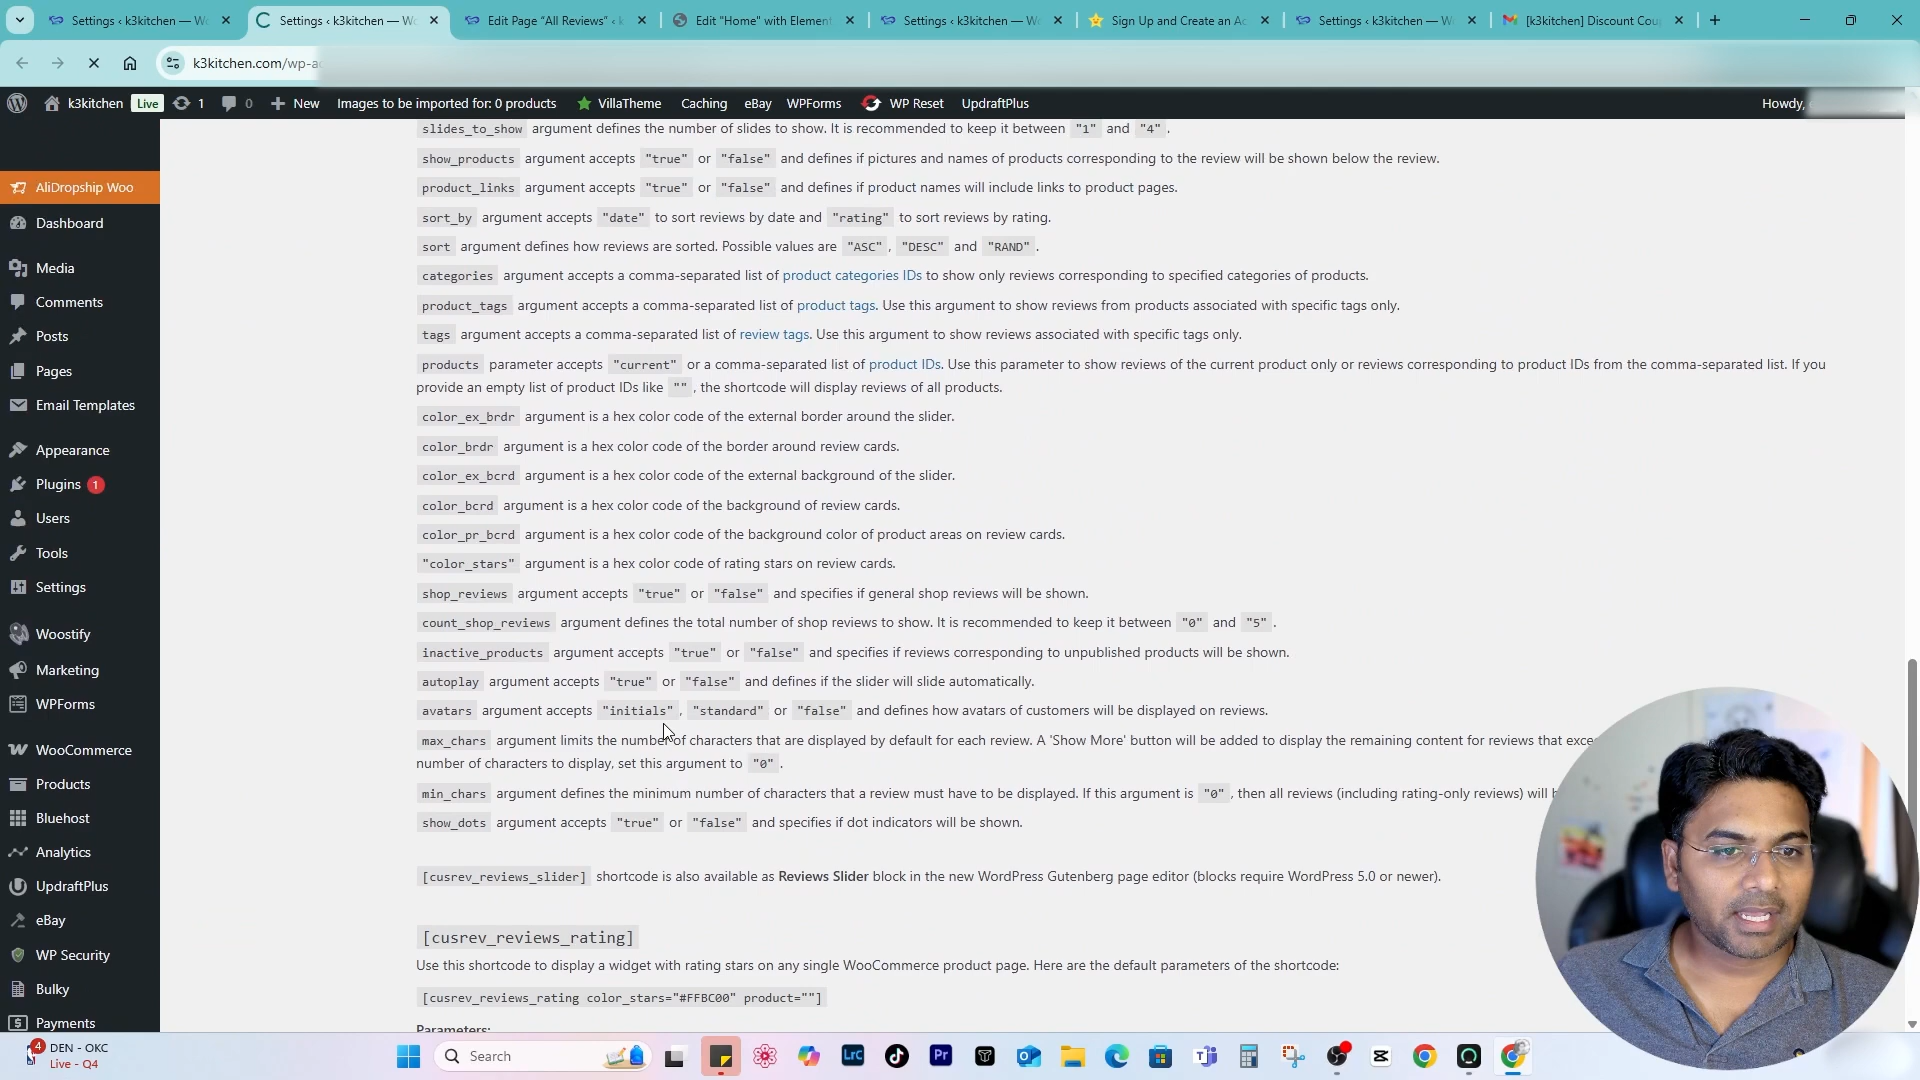 Settings ‹ k3kitchen — Wo
Settings ‹ k3kitchen — Wo
Edit Page “All Reviews” ‹ k
Edit "Home" with Element
Settings ‹ k3kitchen — W
Sign Up and Create an Ac
Settings ‹ k3kitchen — W
[k3kitchen] Discount Cou
k3kitchen.com/wp-a
k3kitchen Live 1 0 New Images to be imported for: 0 products VillaTheme Caching eBay WPForms WP Reset UpdraftPlus Howdy,
AliDropship Woo
Dashboard
Media
Comments
Posts
Pages
Email Templates
Appearance
Plugins 1
Users
Tools
Settings
Woostify
Marketing
WPForms
WooCommerce
Products
Bluehost
Analytics
UpdraftPlus
eBay
WP Security
Bulky
Payments
slides_to_show argument defines the number of slides to show. It is recommended to keep it between "1" and "4".
show_products argument accepts "true" or "false" and defines if pictures and names of products corresponding to the review will be shown below the review.
product_links argument accepts "true" or "false" and defines if product names will include links to product pages.
sort_by argument accepts "date" to sort reviews by date and "rating" to sort reviews by rating.
sort argument defines how reviews are sorted. Possible values are "ASC", "DESC" and "RAND".
categories argument accepts a comma-separated list of product categories IDs to show only reviews corresponding to specified categories of products.
product_tags argument accepts a comma-separated list of product tags. Use this argument to show reviews from products associated with specific tags only.
tags argument accepts a comma-separated list of review tags. Use this argument to show reviews associated with specific tags only.
products parameter accepts "current" or a comma-separated list of product IDs. Use this parameter to show reviews of the current product only or reviews corresponding to product IDs from the comma-separated list. If you
provide an empty list of product IDs like "", the shortcode will display reviews of all products.
color_ex_brdr argument is a hex color code of the external border around the slider.
color_brdr argument is a hex color code of the border around review cards.
color_ex_bcrd argument is a hex color code of the external background of the slider.
color_bcrd argument is a hex color code of the background of review cards.
color_pr_bcrd argument is a hex color code of the background color of product areas on review cards.
"color_stars" argument is a hex color code of rating stars on review cards.
shop_reviews argument accepts "true" or "false" and specifies if general shop reviews will be shown.
count_shop_reviews argument defines the total number of shop reviews to show. It is recommended to keep it between "0" and "5".
inactive_products argument accepts "true" or "false" and specifies if reviews corresponding to unpublished products will be shown.
autoplay argument accepts "true" or "false" and defines if the slider will slide automatically.
avatars argument accepts "initials", "standard" or "false" and defines how avatars of customers will be displayed on reviews.
max_chars argument limits the number of characters that are displayed by default for each review. A 'Show More' button will be added to display the remaining content for reviews that exce
number of characters to display, set this argument to "0".
min_chars argument defines the minimum number of characters that a review must have to be displayed. If this argument is "0", then all reviews (including rating-only reviews) will b
show_dots argument accepts "true" or "false" and specifies if dot indicators will be shown.
[cusrev_reviews_slider] shortcode is also available as Reviews Slider block in the new WordPress Gutenberg page editor (blocks require WordPress 5.0 or newer).
[cusrev_reviews_rating]
Use this shortcode to display a widget with rating stars on any single WooCommerce product page. Here are the default parameters of the shortcode:
[cusrev_reviews_rating color_stars="#FFBC00" product=""]
Parameters:
4 DEN - OKC
Live - Q4
Search
LrC
Pr